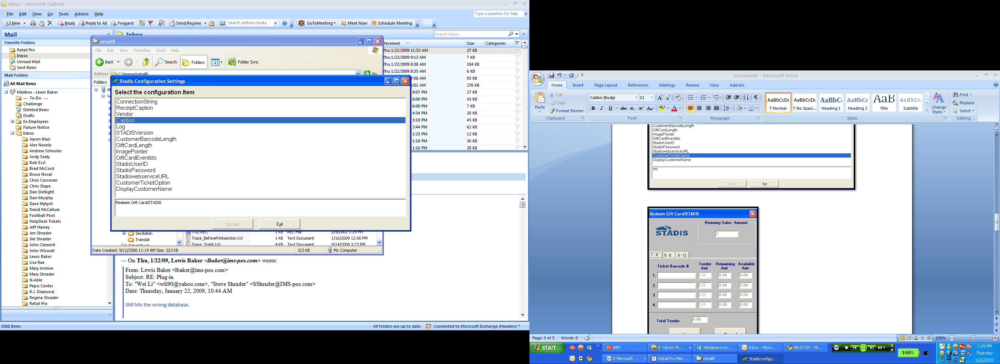 Inbox - Microsoft Outlook
File Edit View Go Tools Actions Help
Type a question for help
New Reply Reply to All Forward Send/Receive Search address books GoToMeeting Meet Now Schedule Meeting
Mail
Favorite Folders
Retail Pro
Inbox
Unread Mail
Sent Items
Mail Folders
All Mail Items
Mailbox - Lewis Baker
--- To-Do ---
Challenge
Deleted Items
Drafts
Ex-Employees
Failure Notice
Inbox
Aaron Blair
Alex Novelo
Andrew Schooler
Andy Sealy
Bob Essl
Brad McCord
Bruce Nosal
Chris Corcoran
Chris Stape
Dan DeNight
Dan Murphy
Dave Mytych
David McCallum
Football Pool
HelpDesk Tickets
Jeff Harvey
Jen Shrader
Jim Shrader
John Clement
John Wiswall
Lewis Baker
Lisa Rae
Mary Archive
Mary Shrader
N-Able
Pepsi Center
R.J. Diamond
Regina Shrader
Retail Pro
3508 Items
Inbox
Search Inbox
Received Size Categories
Thu 1/22/2009 11:53 AM 27 KB
Thu 1/22/2009 9:13 AM 7 KB
Thu 1/22/2009 8:38 AM 184 KB
Thu 1/22/2009 8:35 AM 6 KB
7:08 AM 93 KB
5:01 AM 276 KB
9:07 PM 27 KB
8:00 PM 43 KB
6:09 PM 7 KB
4:34 PM 20 KB
3:18 PM 45 KB
2:44 PM 62 KB
1:23 PM 12 KB
1:18 PM 30 KB
1:16 PM 28 KB
retail8
File Edit View Favorites Tools Help
Back Search Folders Folder Sync
Address C:\imspos\retail8 Go
Folders
Stadis Configuration Settings
Select the configuration Item
ConnectionString
ReceiptCaption
Vendor
Caption
Log
STADISVersion
CustomerBarcodeLength
GiftCardLength
ImagePointer
GiftCardEventIds
StadisUserID
StadisPassword
StadiswebserviceURL
CustomerTicketOption
DisplayCustomerName
Redeem Gift Card/STADIS
Update Exit
SecAdmin
Translat
TO2.REC 1 KB REC File 2/4/2002 1:24 PM
Trace_BeforePrintsection.txt 1 KB Text Document 1/16/2009 12:00 PM
Trace_Script.txt 4 KB Text Document 8/14/2008 3:23 PM
Date Created: 9/12/2008 11:19 AM Size: 323 KB 323 KB My Computer
--- On Thu, 1/22/09, Lewis Baker <lbaker@ims-pos.com> wrote:
From: Lewis Baker <lbaker@ims-pos.com>
Subject: RE: Plug-in
To: "Wei Li" <wli90@yahoo.com>, "Steve Shrader" <SShrader@IMS-pos.com>
Date: Thursday, January 22, 2009, 10:44 AM
Still hits the wrong database.
All folders are up to date. Connected to Microsoft Exchange (Headers)
Document5 - Microsoft Word
Home Insert Page Layout References Mailings Review View Add-Ins
Paste Cut Copy Format Painter
Calibri (Body) 11
AaBbCcDc AaBbCcDc AaBbC AaBbCc AaB AaBbCc.
¶ Normal ¶ No Spaci... Heading 1 Heading 2 Title Subtitle
Change Styles
Find
Replace
Select
Clipboard Font Paragraph Styles Editing
CustomerBarcodeLength
GiftCardLength
ImagePointer
GiftCardEventIds
StadisUserID
StadisPassword
StadiswebserviceURL
CustomerTicketOption
DisplayCustomerName
YES
Update Exit
Redeem Gift Card/STADIS
STADIS
Remaing Sales Amount
2
1 - 4 5 - 8 9 - 12
Ticket Barcode # Tender Amt Remaining Amt Available Amt
1. 0.00 0.00 0.00
2. 0.00 0.00 0.00
3. 0.00 0.00 0.00
4. 0.00 0.00 0.00
Total Tender 0.00
Page: 3 of 5 Words: 0 100%
start AIM 2 Yahoo! M... Windows Live... Inbox - Micro... 00:07:53 - Th...
2 Microsoft ... Retail Pro Mer... retail8 Stadisconfigu...
100%
1:25 PM
Thursday
1/22/2009